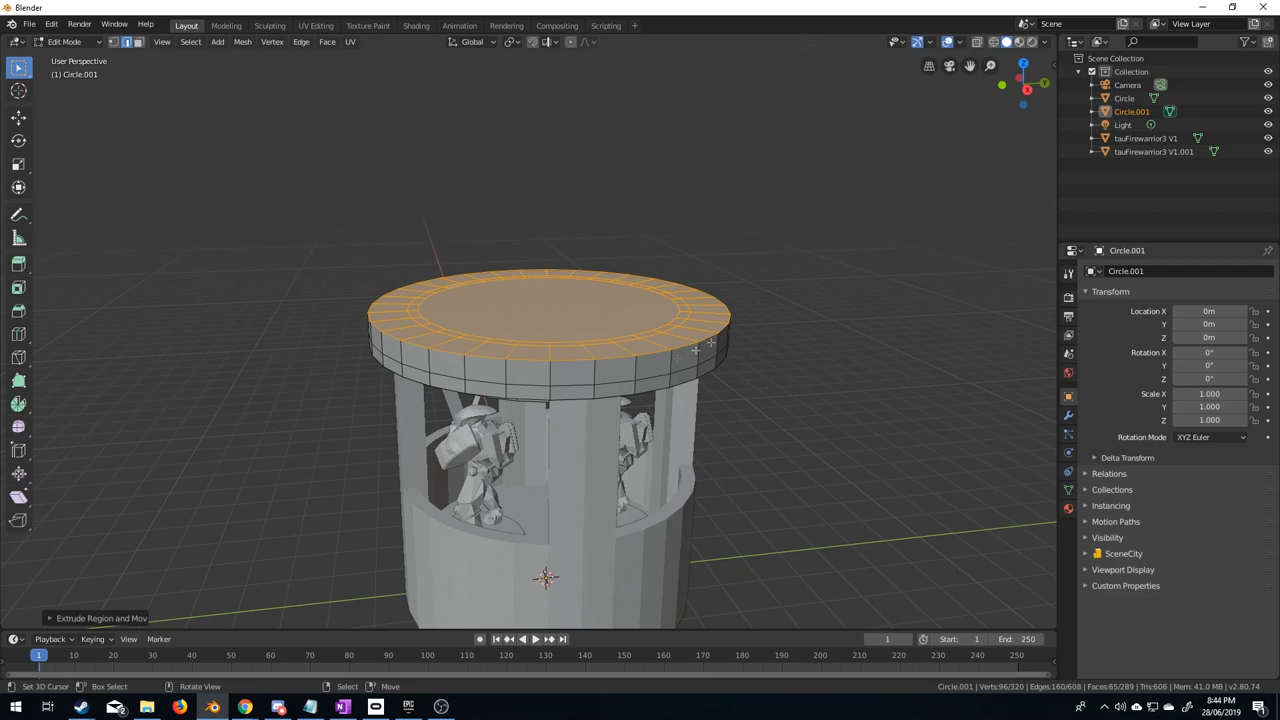 Blender
File Edit Render Window Help
Layout Modeling Sculpting UV Editing Texture Paint Shading Animation Rendering Compositing Scripting +
Scene View Layer
Edit Mode View Select Add Mesh Vertex Edge Face UV Global
User Perspective
(1) Circle.001
Z
Y
X
Scene Collection
Collection
Camera
Circle
Circle.001
Light
tauFirewarrior3 V1
tauFirewarrior3 V1.001
Circle.001
Circle.001
Transform
Location X 0m
Y 0m
Z 0m
Rotation X 0°
Y 0°
Z 0°
Scale X 1.000
Y 1.000
Z 1.000
Rotation Mode XYZ Euler
Delta Transform
Relations
Collections
Instancing
Motion Paths
Visibility
SceneCity
Viewport Display
Custom Properties
Extrude Region and Mov
Playback Keying View Marker 1 Start: 1 End: 250
1 10 20 30 40 50 60 70 80 90 100 110 120 130 140 150 160 170 180 190 200 210 220 230 240 250
Set 3D Cursor Box Select Rotate View Select Move Circle.001 | Verts:96/320 | Edges:160/608 | Faces:65/289 | Tris:606 | Mem: 41.0 MB | v2.80.74
8:44 PM
28/06/2019